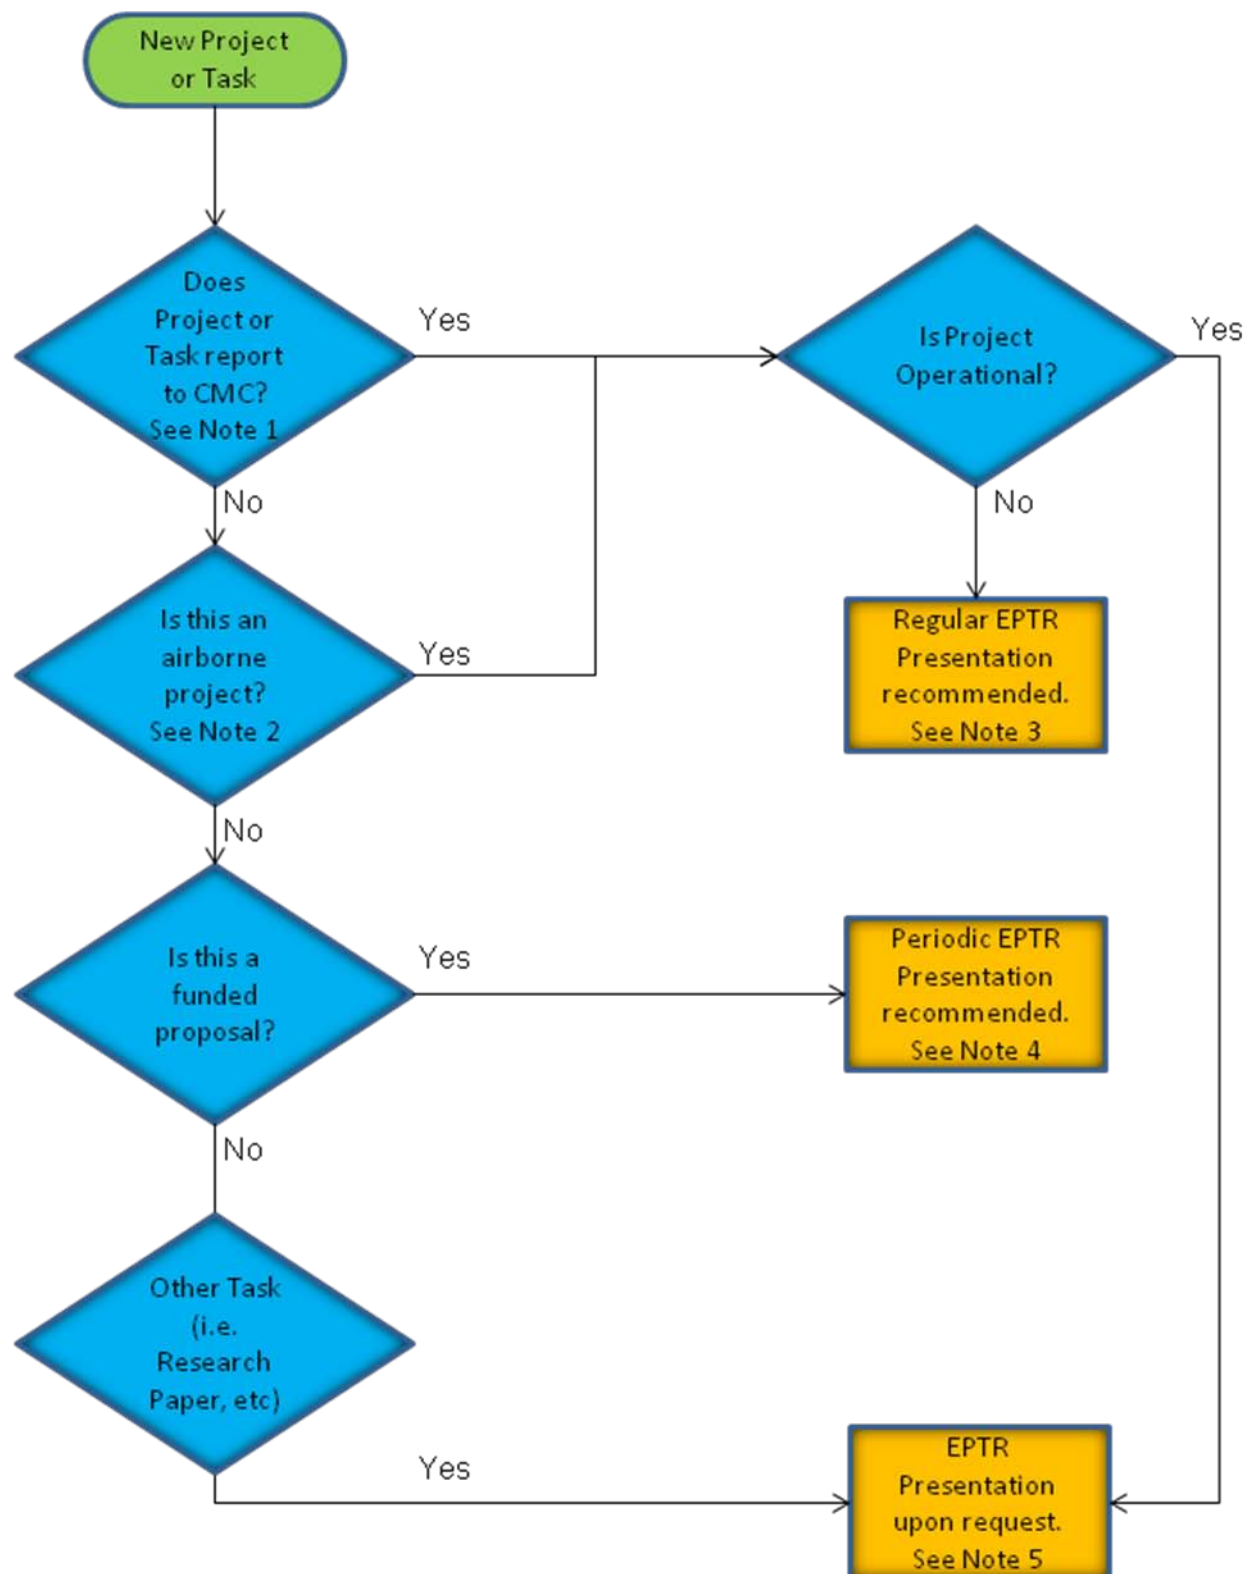 New Project
or Task
Does
Project or
Task report
to CMC?
See Note 1
Yes
No
Is Project
Operational?
Yes
No
Is this an
airborne
project?
See Note 2
Yes
No
Regular EPTR
Presentation
recommended.
See Note 3
Is this a
funded
proposal?
Yes
No
Periodic EPTR
Presentation
recommended.
See Note 4
Other Task
(i.e.
Research
Paper, etc)
Yes
EPTR
Presentation
upon request.
See Note 5